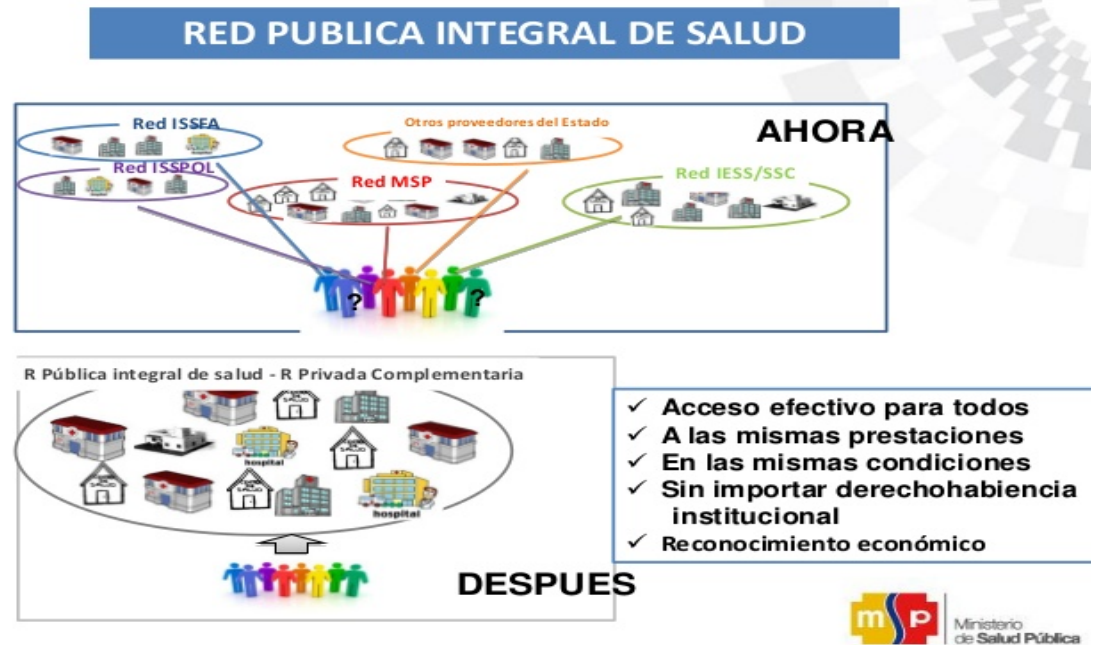 RED PUBLICA INTEGRAL DE SALUD
Red ISSFA
Otros proveedores del Estado
AHORA
Red ISSPOL
Red MSP
Red IESS/SSC
?
?
R Pública integral de salud - R Privada Complementaria
hospital
hospital
DESPUES
✓ Acceso efectivo para todos
✓ A las mismas prestaciones
✓ En las mismas condiciones
✓ Sin importar derechohabiencia
institucional
✓ Reconocimiento económico
msp
Ministerio
de Salud Pública